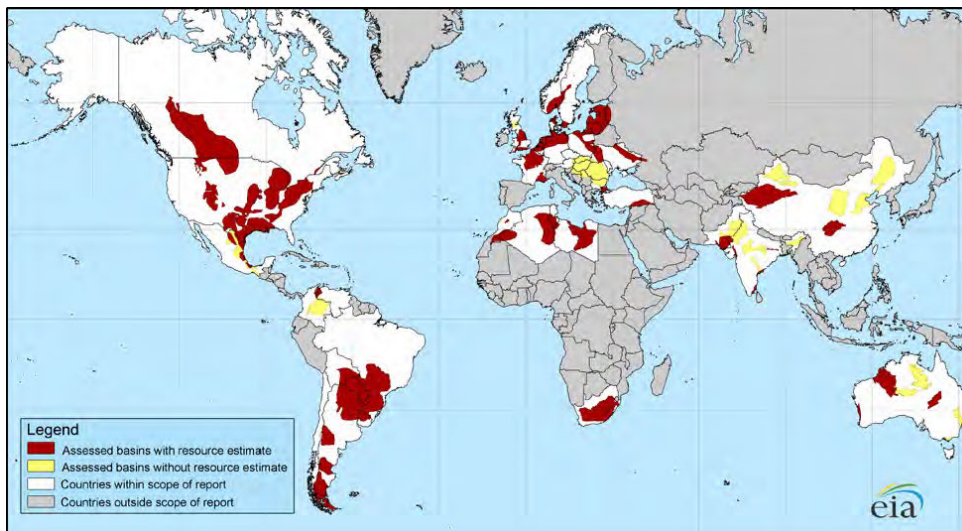 Legend
Assessed basins with resource estimate
Assessed basins without resource estimate
Countries within scope of report
Countries outside scope of report
eia